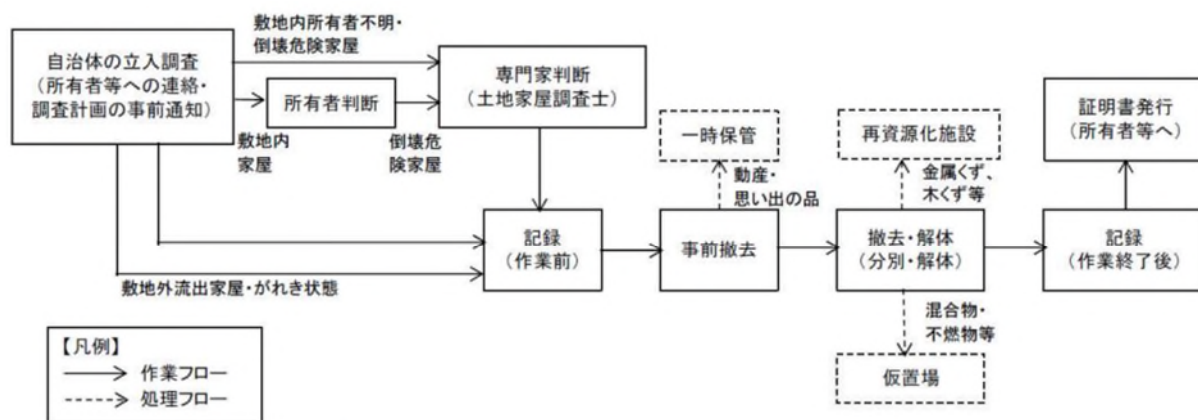 敷地内所有者不明・
倒壊危険家屋
自治体の立入調査
(所有者等への連絡・
調査計画の事前通知)
所有者判断
専門家判断
(土地家屋調査士)
敷地内
家屋
倒壊危
険家屋
一時保管
再資源化施設
証明書発行
(所有者等へ)
動産・
思い出の品
金属くず、
木くず等
記録
(作業前)
事前撤去
撤去・解体
(分別・解体)
記録
(作業終了後)
敷地外流出家屋・がれき状態
混合物・
不燃物等
仮置場
【凡例】
作業フロー
処理フロー